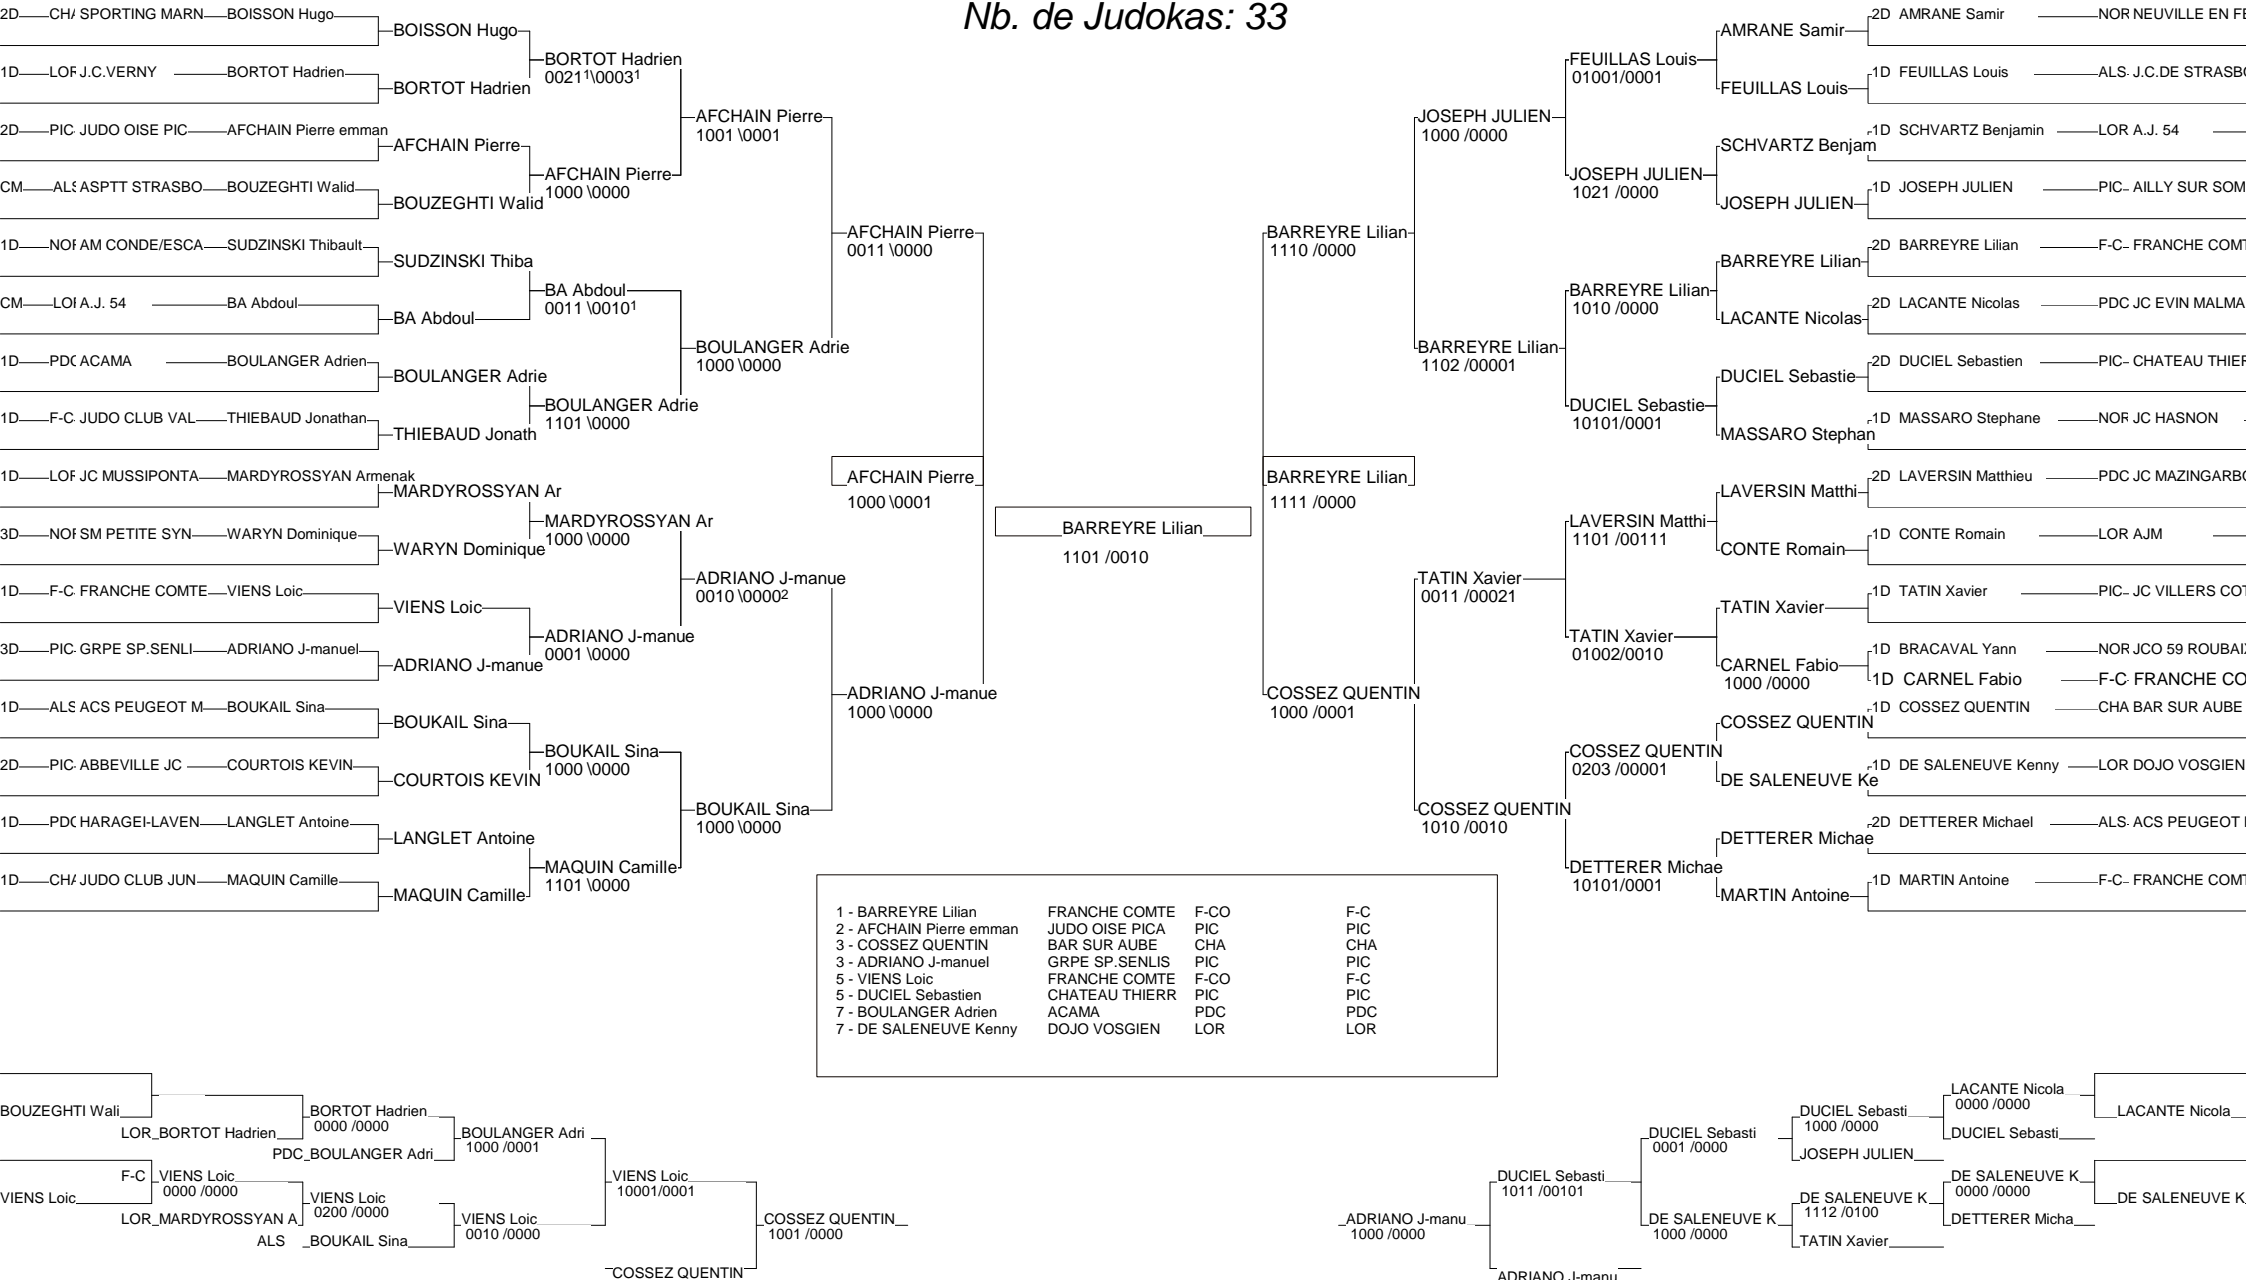 Nb. de Judokas: 33
2D CHA SPORTING MARN BOISSON Hugo
BOISSON Hugo
BORTOT Hadrien
0021¹\0003¹
1D LOR J.C.VERNY BORTOT Hadrien
BORTOT Hadrien
AFCHAIN Pierre
1001 \0001
2D PIC JUDO OISE PIC AFCHAIN Pierre emman
AFCHAIN Pierre
AFCHAIN Pierre
1000 \0000
CM ALS ASPTT STRASBO BOUZEGHTI Walid
BOUZEGHTI Walid
AFCHAIN Pierre
0011 \0000
1D NOR AM CONDE/ESCA SUDZINSKI Thibault
SUDZINSKI Thiba
BA Abdoul
0011 \0010¹
CM LOR A.J. 54 BA Abdoul
BA Abdoul
BOULANGER Adrie
1000 \0000
1D PDC ACAMA BOULANGER Adrien
BOULANGER Adrie
BOULANGER Adrie
1101 \0000
1D F-C JUDO CLUB VAL THIEBAUD Jonathan
THIEBAUD Jonath
AFCHAIN Pierre
1000 \0001
1D LOR JC MUSSIPONTA MARDYROSSYAN Armenak
MARDYROSSYAN Ar
MARDYROSSYAN Ar
1000 \0000
3D NOR SM PETITE SYN WARYN Dominique
WARYN Dominique
ADRIANO J-manue
0010 \0000²
1D F-C FRANCHE COMTE VIENS Loic
VIENS Loic
ADRIANO J-manue
0001 \0000
3D PIC GRPE SP.SENLI ADRIANO J-manuel
ADRIANO J-manue
ADRIANO J-manue
1000 \0000
1D ALS ACS PEUGEOT M BOUKAIL Sina
BOUKAIL Sina
BOUKAIL Sina
1000 \0000
2D PIC ABBEVILLE JC COURTOIS KEVIN
COURTOIS KEVIN
BOUKAIL Sina
1000 \0000
1D PDC HARAGEI-LAVEN LANGLET Antoine
LANGLET Antoine
MAQUIN Camille
1101 \0000
1D CHA JUDO CLUB JUN MAQUIN Camille
MAQUIN Camille
BARREYRE Lilian
1101 /0010
AMRANE Samir
2D AMRANE Samir NOR NEUVILLE EN FE
FEUILLAS Louis
01001/0001
FEUILLAS Louis
1D FEUILLAS Louis ALS J.C.DE STRASBO
JOSEPH JULIEN
1000 /0000
SCHVARTZ Benjam
1D SCHVARTZ Benjamin LOR A.J. 54
JOSEPH JULIEN
1021 /0000
JOSEPH JULIEN
1D JOSEPH JULIEN PIC AILLY SUR SOM
BARREYRE Lilian
1110 /0000
BARREYRE Lilian
2D BARREYRE Lilian F-C FRANCHE COMT
BARREYRE Lilian
1010 /0000
LACANTE Nicolas
2D LACANTE Nicolas PDC JC EVIN MALMA
BARREYRE Lilian
1102 /00001
DUCIEL Sebastie
2D DUCIEL Sebastien PIC CHATEAU THIER
DUCIEL Sebastie
10101/0001
MASSARO Stephan
1D MASSARO Stephane NOR JC HASNON
BARREYRE Lilian
1111 /0000
LAVERSIN Matthi
2D LAVERSIN Matthieu PDC JC MAZINGARBO
LAVERSIN Matthi
1101 /00111
CONTE Romain
1D CONTE Romain LOR AJM
TATIN Xavier
0011 /00021
TATIN Xavier
1D TATIN Xavier PIC JC VILLERS COT
TATIN Xavier
01002/0010
CARNEL Fabio
1000 /0000
1D BRACAVAL Yann NOR JCO 59 ROUBAIX
1D CARNEL Fabio F-C FRANCHE CO
COSSEZ QUENTIN
1000 /0001
COSSEZ QUENTIN
1D COSSEZ QUENTIN CHA BAR SUR AUBE
COSSEZ QUENTIN
0203 /00001
DE SALENEUVE Ke
1D DE SALENEUVE Kenny LOR DOJO VOSGIEN
COSSEZ QUENTIN
1010 /0010
DETTERER Michae
2D DETTERER Michael ALS ACS PEUGEOT
DETTERER Michae
10101/0001
MARTIN Antoine
1D MARTIN Antoine F-C FRANCHE COMT
1 - BARREYRE Lilian FRANCHE COMTE F-CO F-C
2 - AFCHAIN Pierre emman JUDO OISE PICA PIC PIC
3 - COSSEZ QUENTIN BAR SUR AUBE CHA CHA
3 - ADRIANO J-manuel GRPE SP.SENLIS PIC PIC
5 - VIENS Loic FRANCHE COMTE F-CO F-C
5 - DUCIEL Sebastien CHATEAU THIERR PIC PIC
7 - BOULANGER Adrien ACAMA PDC PDC
7 - DE SALENEUVE Kenny DOJO VOSGIEN LOR LOR
BOUZEGHTI Wali
LOR BORTOT Hadrien
BORTOT Hadrien
0000 /0000
PDC BOULANGER Adri
BOULANGER Adri
1000 /0001
VIENS Loic
F-C VIENS Loic
0000 /0000
LOR MARDYROSSYAN A
VIENS Loic
0200 /0000
ALS BOUKAIL Sina
VIENS Loic
0010 /0000
VIENS Loic
10001/0001
COSSEZ QUENTIN
1001 /0000
COSSEZ QUENTIN
ADRIANO J-manu
1000 /0000
DUCIEL Sebasti
1011 /00101
ADRIANO J-manu
DUCIEL Sebasti
0001 /0000
DE SALENEUVE K
1000 /0000
DUCIEL Sebasti
1000 /0000
JOSEPH JULIEN
DE SALENEUVE K
1112 /0100
TATIN Xavier
LACANTE Nicola
0000 /0000
DUCIEL Sebasti
DE SALENEUVE K
0000 /0000
DETTERER Micha
LACANTE Nicola
DE SALENEUVE K